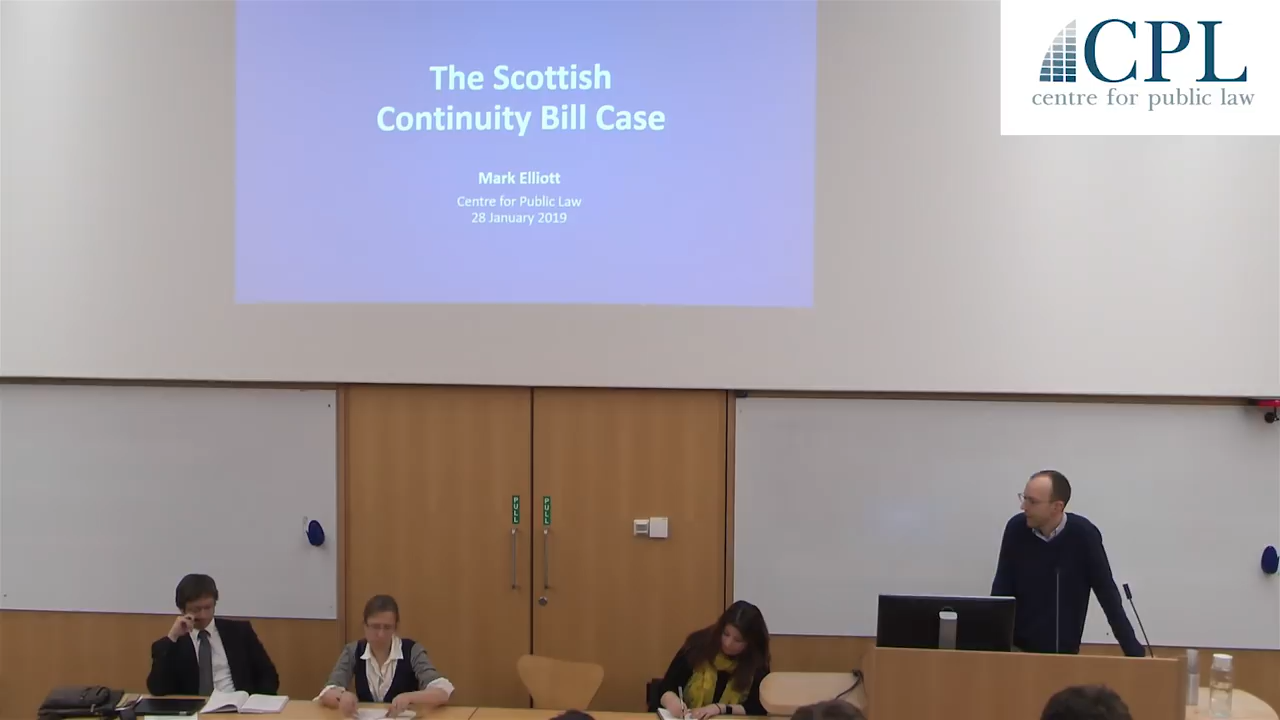 The Scottish
Continuity Bill Case
Mark Elliott
Centre for Public Law
28 January 2019
CPL
centre for public law
PULL
PULL